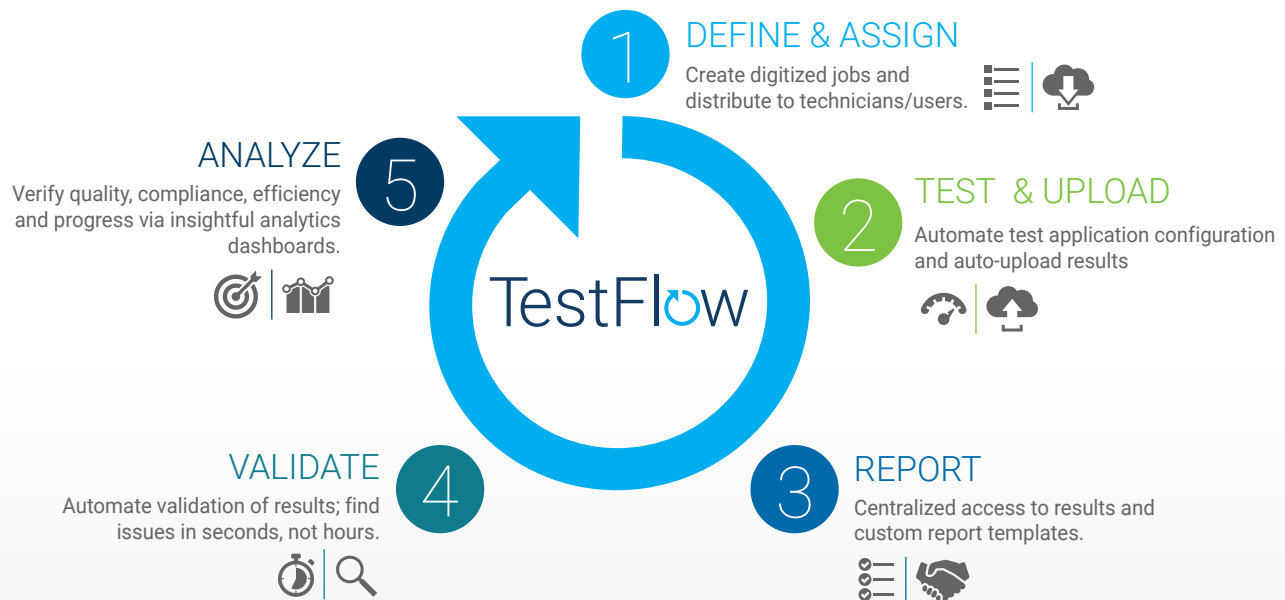 1
DEFINE & ASSIGN
Create digitized jobs and
distribute to technicians/users.
2
TEST & UPLOAD
Automate test application configuration
and auto-upload results
3
REPORT
Centralized access to results and
custom report templates.
4
VALIDATE
Automate validation of results; find
issues in seconds, not hours.
5
ANALYZE
Verify quality, compliance, efficiency
and progress via insightful analytics
dashboards.
TestFlow